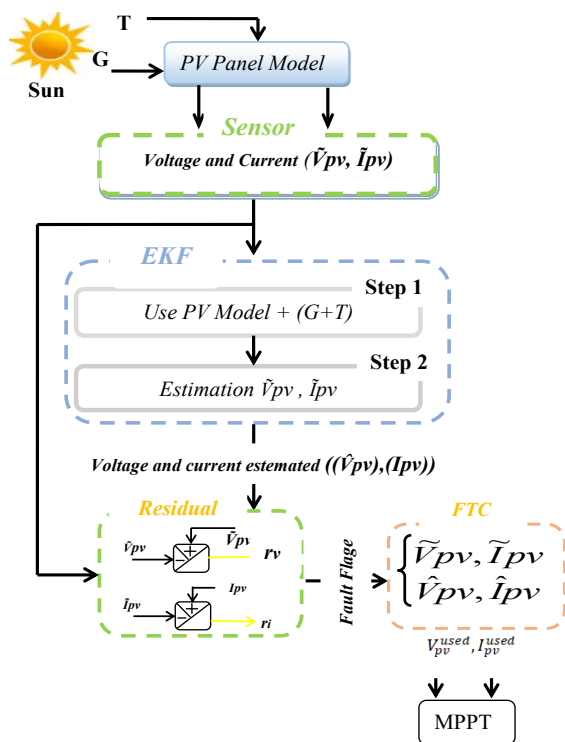 T
G
Sun
PV Panel Model
Sensor
Voltage and Current (Ṽpv, Ĩpv)
EKF
Step 1
Use PV Model + (G+T)
Step 2
Estimation Ṽpv , Ĩpv
Voltage and current estemated ((V̂pv),(Ipv))
Residual
Ṽpv
Ṽpv
+
−
rv
Ĩpv
Ipv
+
−
ri
Fault Flage
FTC
Ṽpv, Ĩpv
V̂pv, Îpv
V_pv^used, I_pv^used
MPPT